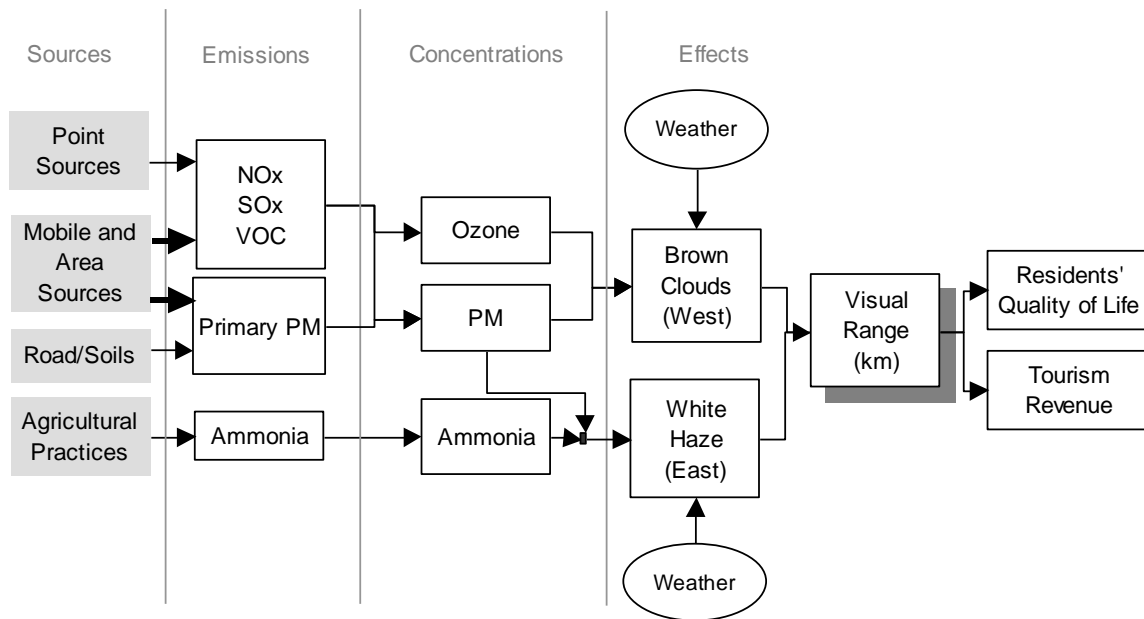 Sources
Emissions
Concentrations
Effects
Point
Sources
Mobile and
Area
Sources
Road/Soils
Agricultural
Practices
NOx
SOx
VOC
Primary PM
Ammonia
Ozone
PM
Ammonia
Weather
Brown
Clouds
(West)
White
Haze
(East)
Weather
Visual
Range
(km)
Residents'
Quality of Life
Tourism
Revenue